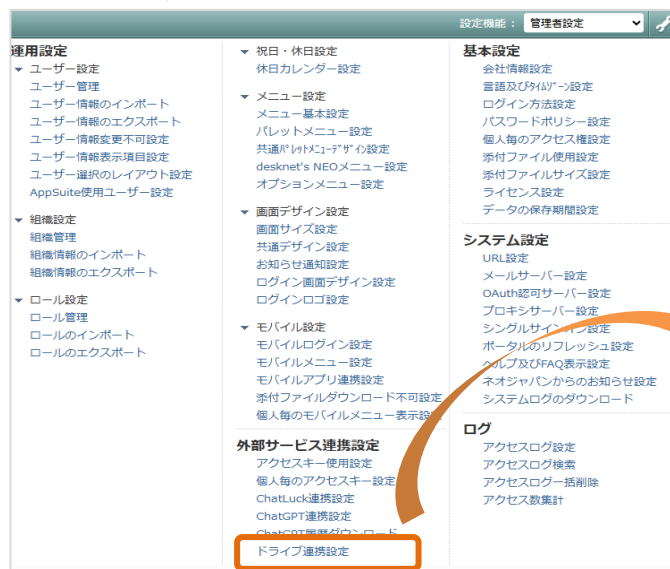 設定機能： 管理者設定
運用設定
ユーザー設定
ユーザー管理
ユーザー情報のインポート
ユーザー情報のエクスポート
ユーザー情報変更不可設定
ユーザー情報表示項目設定
ユーザー選択のレイアウト設定
AppSuite使用ユーザー設定
組織設定
組織管理
組織情報のインポート
組織情報のエクスポート
ロール設定
ロール管理
ロールのインポート
ロールのエクスポート
祝日・休日設定
休日カレンダー設定
メニュー設定
メニュー基本設定
パレットメニュー設定
共通ﾊﾟﾚｯﾄﾒﾆｭｰﾃﾞｻﾞｲﾝ設定
desknet's NEOメニュー設定
オプションメニュー設定
画面デザイン設定
画面サイズ設定
共通デザイン設定
お知らせ通知設定
ログイン画面デザイン設定
ログインロゴ設定
モバイル設定
モバイルログイン設定
モバイルメニュー設定
モバイルアプリ連携設定
添付ファイルダウンロード不可設定
個人毎のモバイルメニュー表示設定
外部サービス連携設定
アクセスキー使用設定
個人毎のアクセスキー設定
ChatLuck連携設定
ChatGPT連携設定
ChatGPT履歴ダウンロード
ドライブ連携設定
基本設定
会社情報設定
言語及びﾀｲﾑｿﾞｰﾝ設定
ログイン方法設定
パスワードポリシー設定
個人毎のアクセス権設定
添付ファイル使用設定
添付ファイルサイズ設定
ライセンス設定
データの保存期間設定
システム設定
URL設定
メールサーバー設定
OAuth認可サーバー設定
プロキシサーバー設定
シングルサインオン設定
ポータルのリフレッシュ設定
ヘルプ及びFAQ表示設定
ネオジャパンからのお知らせ設定
システムログのダウンロード
ログ
アクセスログ設定
アクセスログ検索
アクセスログ一括削除
アクセス数集計